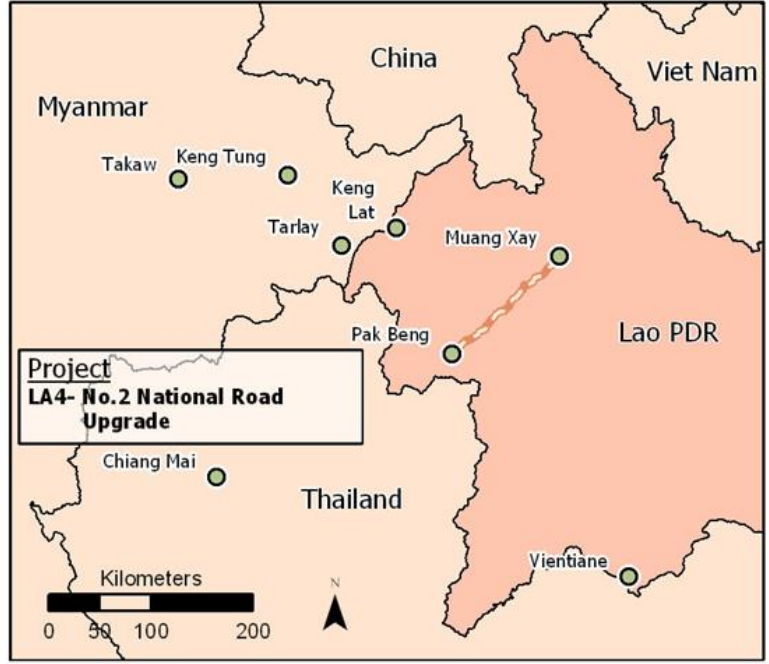 China
Viet Nam
Myanmar
Takaw
Keng Tung
Keng
Lat
Tarlay
Muang Xay
Pak Beng
Lao PDR
Project
LA4- No.2 National Road
Upgrade
Chiang Mai
Thailand
Vientiane
Kilometers
N
0 50 100 200